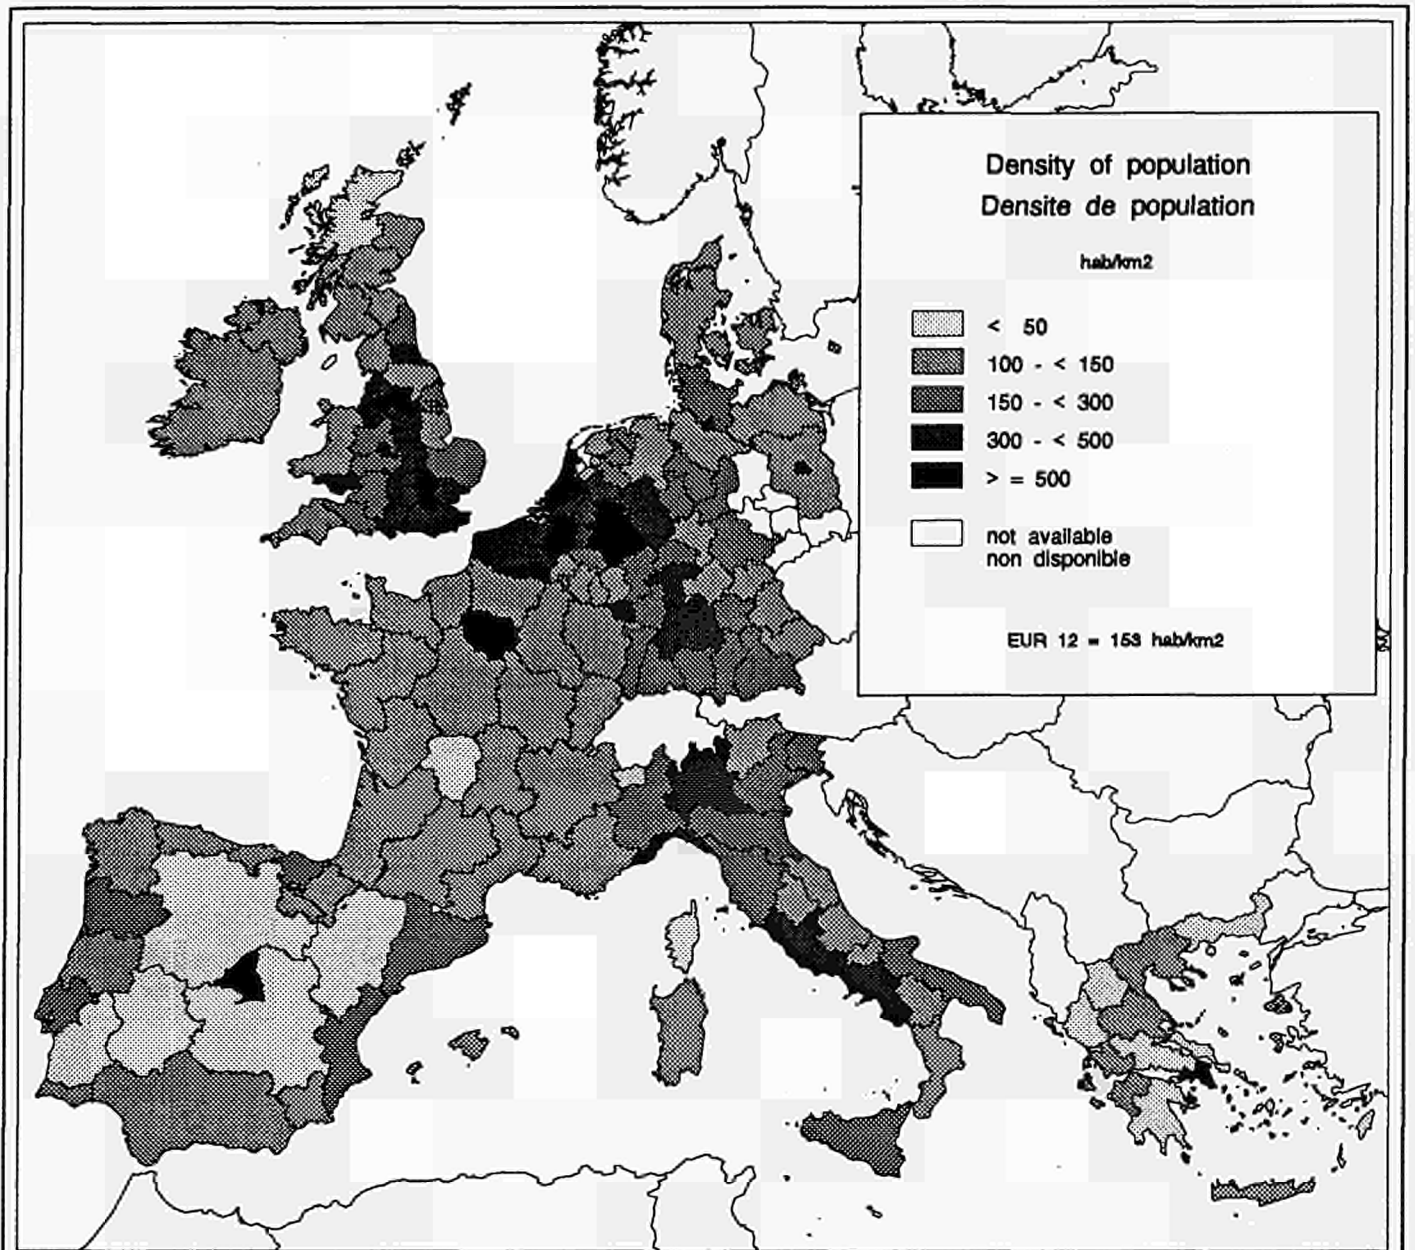 Density of population
Densite de population
hab/km2
< 50
100 - < 150
150 - < 300
300 - < 500
> = 500
not available
non disponible
EUR 12 = 153 hab/km2